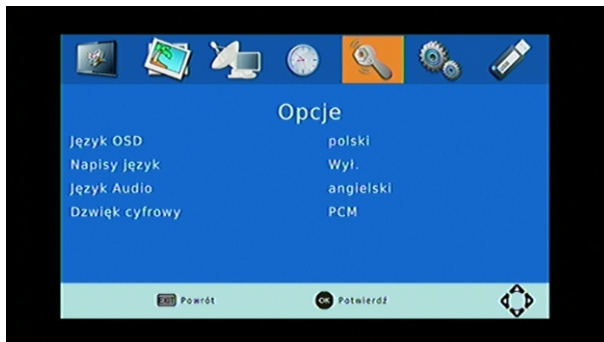 Opcje
Język OSD polski
Napisy język Wył.
Język Audio angielski
Dzwięk cyfrowy PCM
EXIT Powrót OK Potwierdź